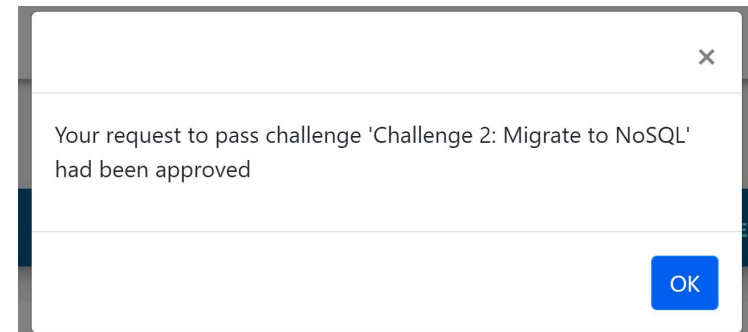 ×
Your request to pass challenge 'Challenge 2: Migrate to NoSQL'
had been approved
OK